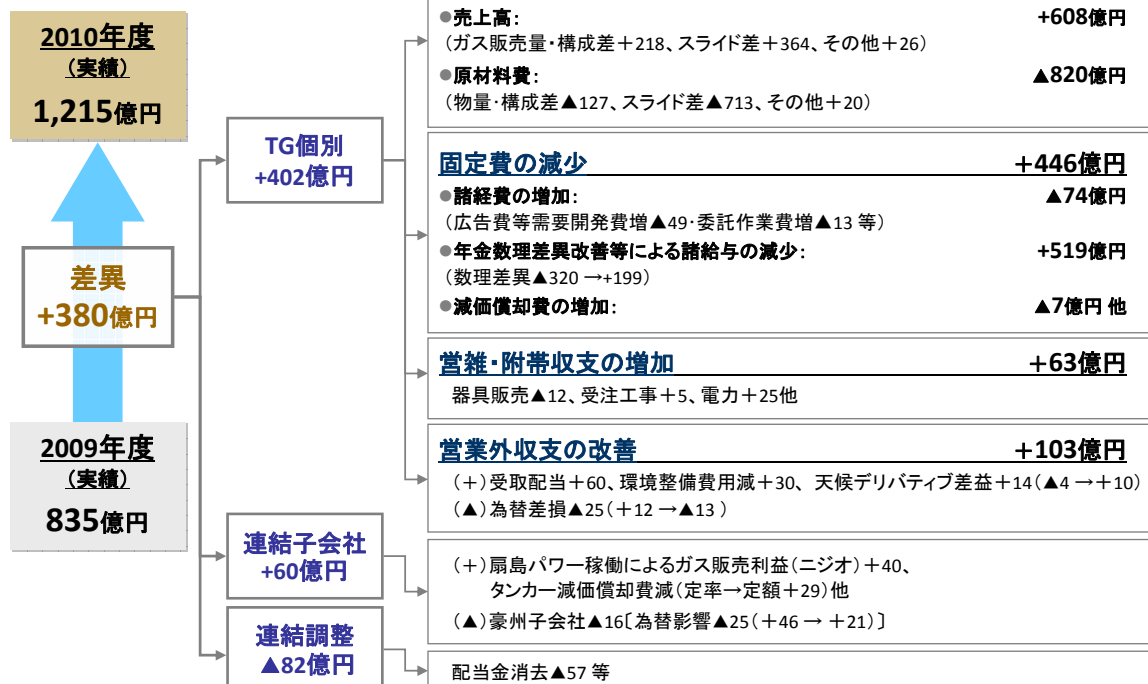 2010年度
（実績）
1,215億円
差異
+380億円
2009年度
（実績）
835億円
TG個別
+402億円
連結子会社
+60億円
連結調整
▲82億円
●売上高： +608億円
（ガス販売量・構成差＋218、スライド差＋364、その他＋26）
●原材料費： ▲820億円
（物量・構成差▲127、スライド差▲713、その他＋20）
固定費の減少 ＋446億円
●諸経費の増加： ▲74億円
（広告費等需要開発費増▲49・委託作業費増▲13 等）
●年金数理差異改善等による諸給与の減少： +519億円
（数理差異▲320 →+199）
●減価償却費の増加： ▲7億円 他
営雑・附帯収支の増加 ＋63億円
器具販売▲12、受注工事＋5、電力＋25他
営業外収支の改善 ＋103億円
（＋）受取配当＋60、環境整備費用減＋30、 天候デリバティブ差益＋14（▲4 →＋10）
（▲）為替差損▲25（＋12 →▲13 ）
（＋）扇島パワー稼働によるガス販売利益（ニジオ）＋40、
タンカー減価償却費減（定率→定額＋29）他
（▲）豪州子会社▲16〔為替影響▲25（＋46 → ＋21）〕
配当金消去▲57 等